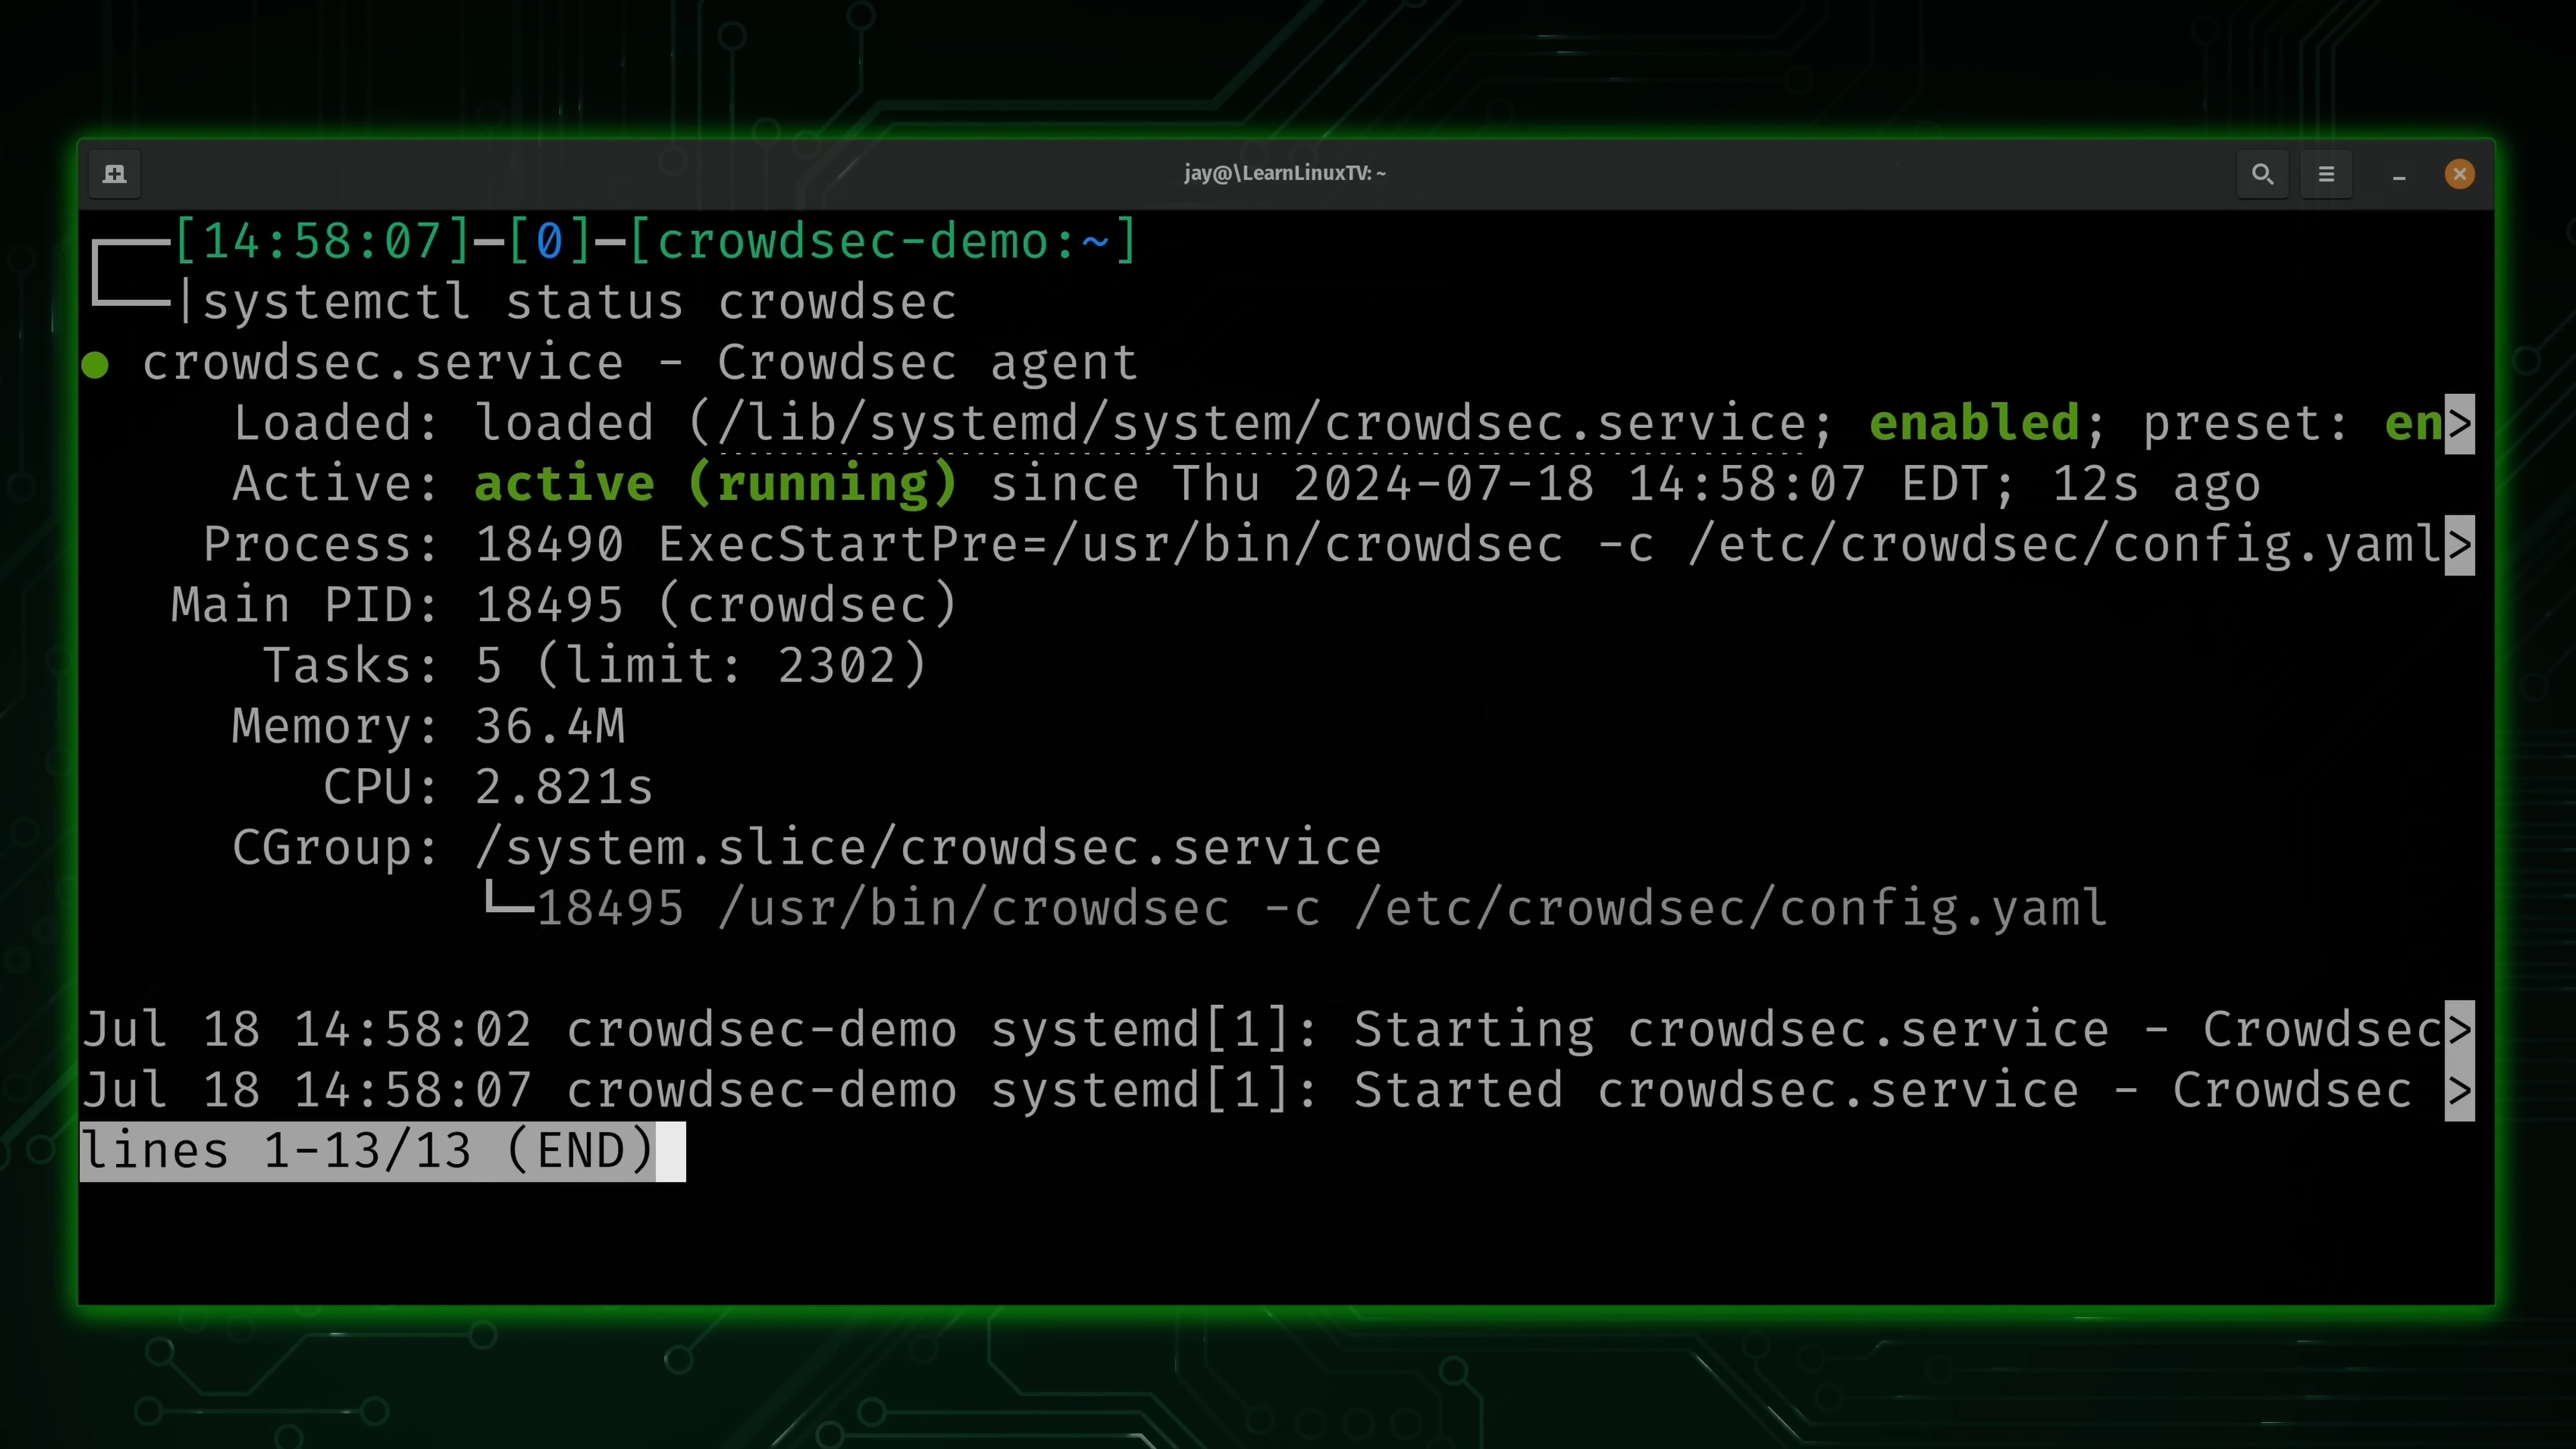 jay@\LearnLinuxTV: ~
┌──[14:58:07]─[0]─[crowdsec-demo:~]
└──|systemctl status crowdsec
● crowdsec.service - Crowdsec agent
Loaded: loaded (/lib/systemd/system/crowdsec.service; enabled; preset: en>
Active: active (running) since Thu 2024-07-18 14:58:07 EDT; 12s ago
Process: 18490 ExecStartPre=/usr/bin/crowdsec -c /etc/crowdsec/config.yaml>
Main PID: 18495 (crowdsec)
Tasks: 5 (limit: 2302)
Memory: 36.4M
CPU: 2.821s
CGroup: /system.slice/crowdsec.service
└─18495 /usr/bin/crowdsec -c /etc/crowdsec/config.yaml
Jul 18 14:58:02 crowdsec-demo systemd[1]: Starting crowdsec.service - Crowdsec>
Jul 18 14:58:07 crowdsec-demo systemd[1]: Started crowdsec.service - Crowdsec >
lines 1-13/13 (END)